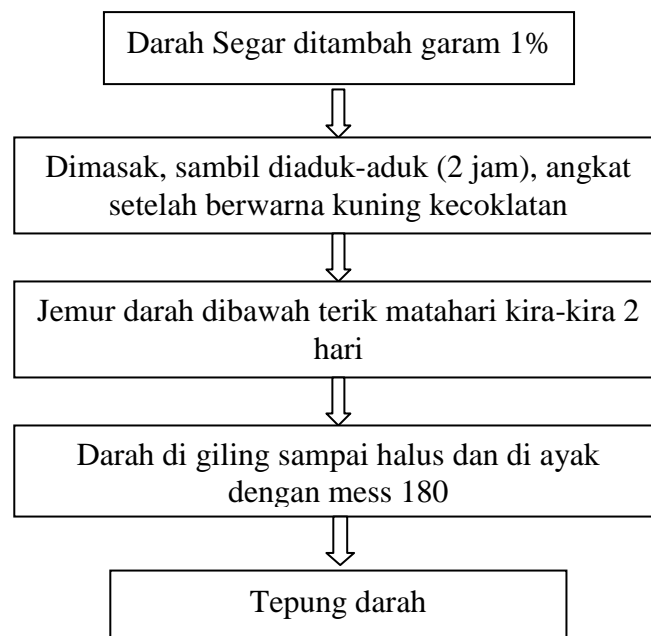 Darah Segar ditambah garam 1%
Dimasak, sambil diaduk-aduk (2 jam), angkat
setelah berwarna kuning kecoklatan
Jemur darah dibawah terik matahari kira-kira 2
hari
Darah di giling sampai halus dan di ayak
dengan mess 180
Tepung darah